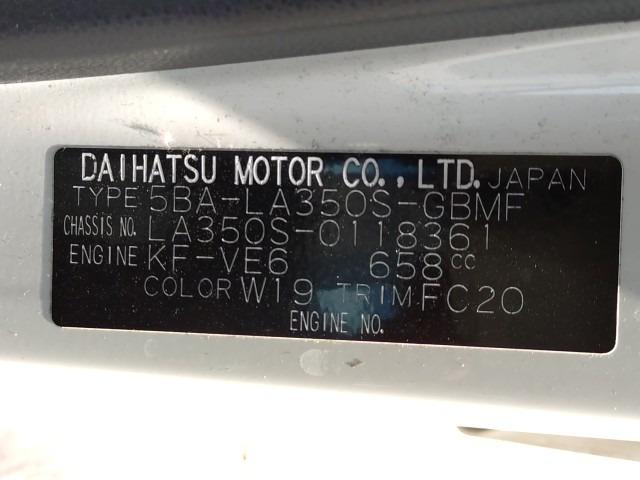 DAIHATSU MOTOR CO., LTD. JAPAN
TYPE 5BA-LA350S-GBMF
CHASSIS NO. LA350S-0118361
ENGINE KF-VE6 658cc
COLOR W19 TRIM FC20
ENGINE NO.